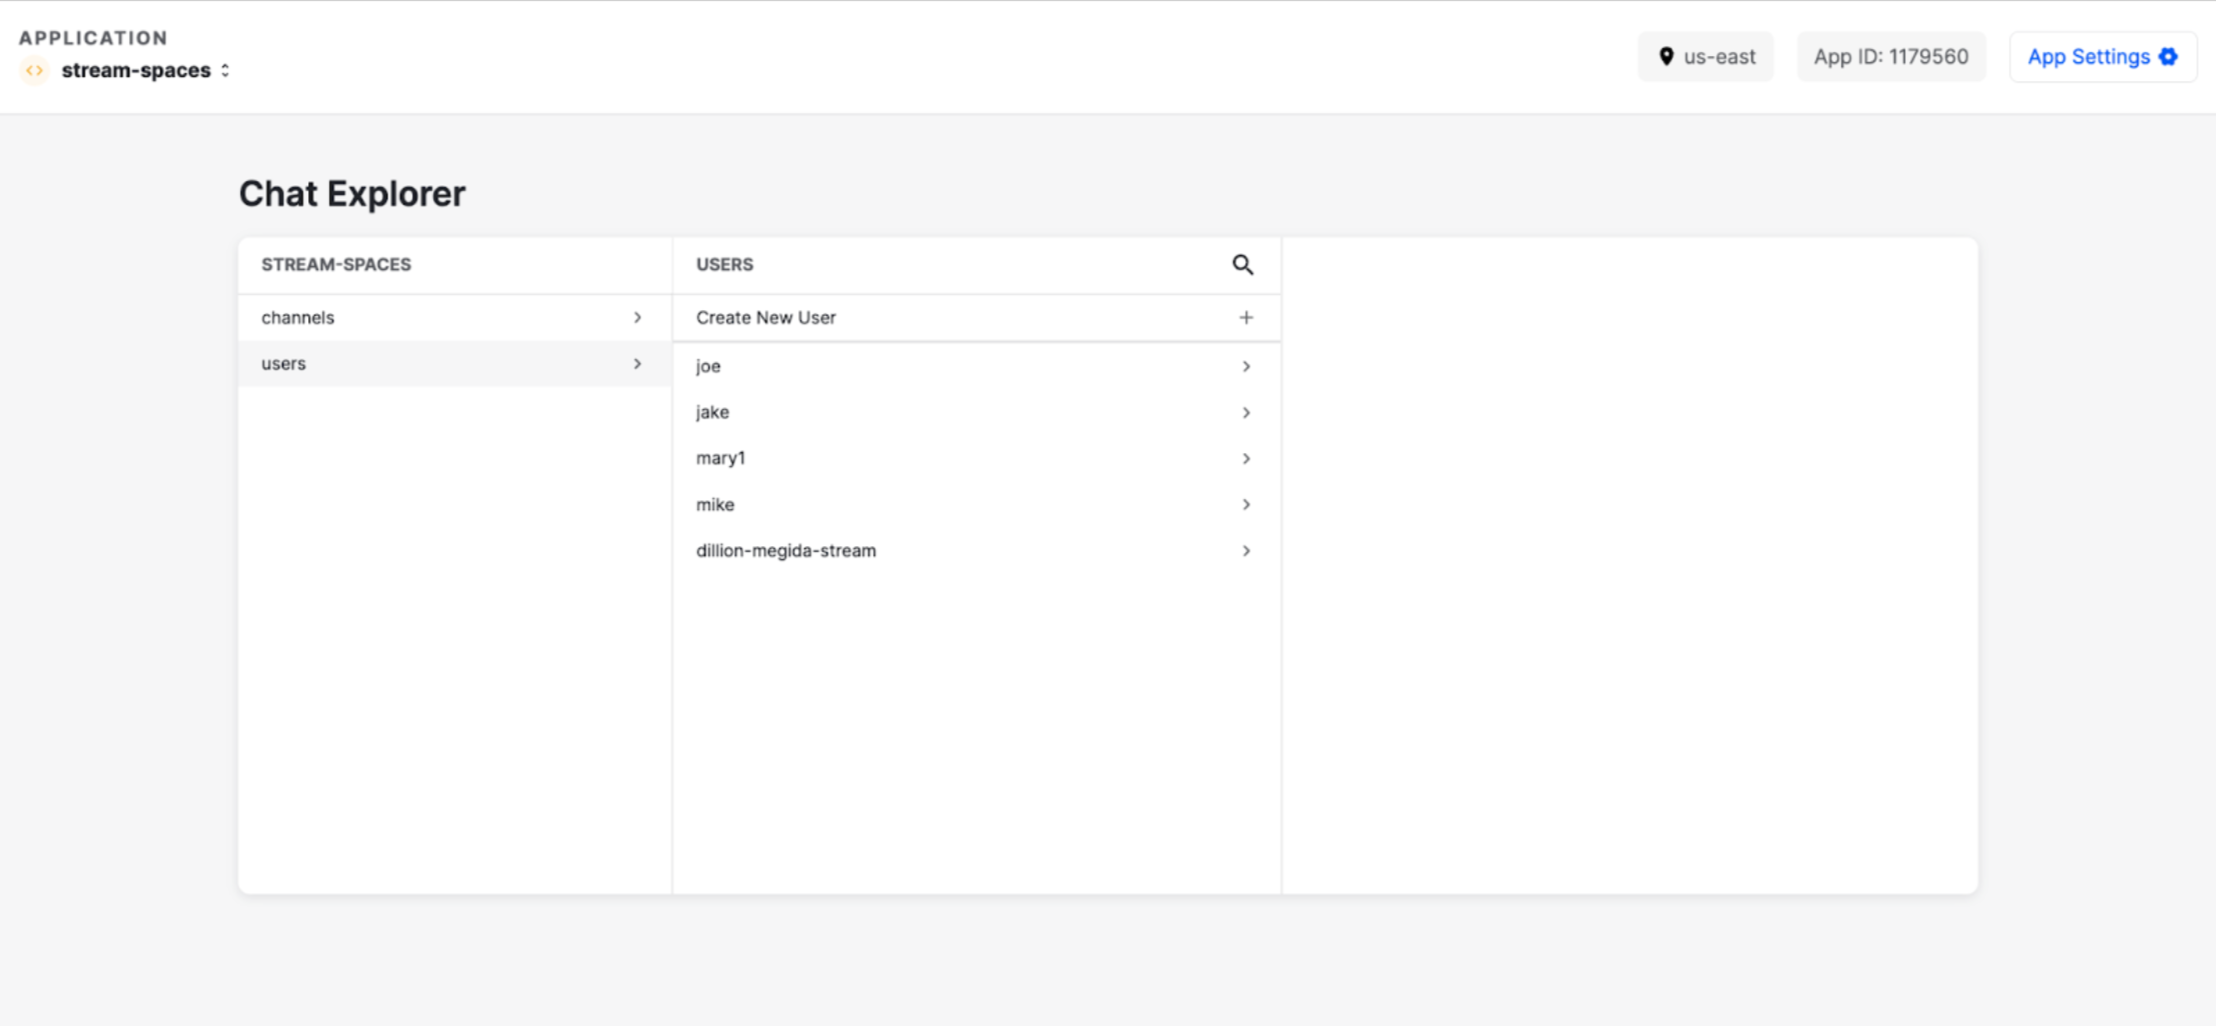 APPLICATION
stream-spaces
us-east
App ID: 1179560
App Settings
Chat Explorer
STREAM-SPACES
USERS
channels
Create New User
users
joe
jake
mary1
mike
dillion-megida-stream